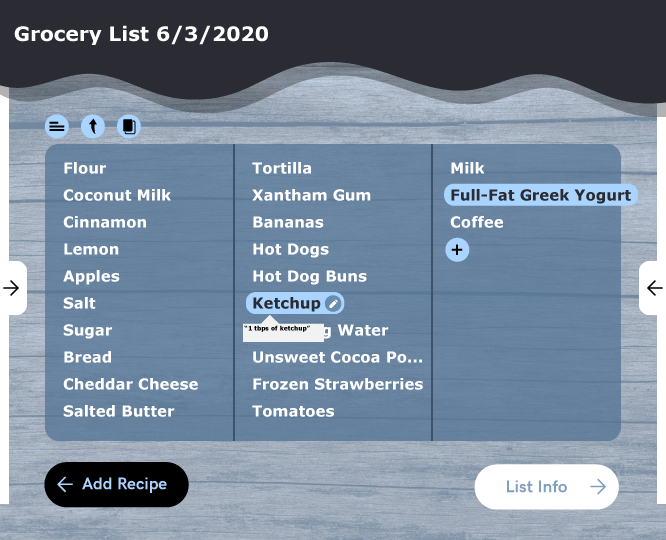 Grocery List 6/3/2020
Flour
Coconut Milk
Cinnamon
Lemon
Apples
Salt
Sugar
Bread
Cheddar Cheese
Salted Butter
Tortilla
Xantham Gum
Bananas
Hot Dogs
Hot Dog Buns
Ketchup
"1 tbps of ketchup"
g Water
Unsweet Cocoa Po...
Frozen Strawberries
Tomatoes
Milk
Full-Fat Greek Yogurt
Coffee
+
Add Recipe
List Info